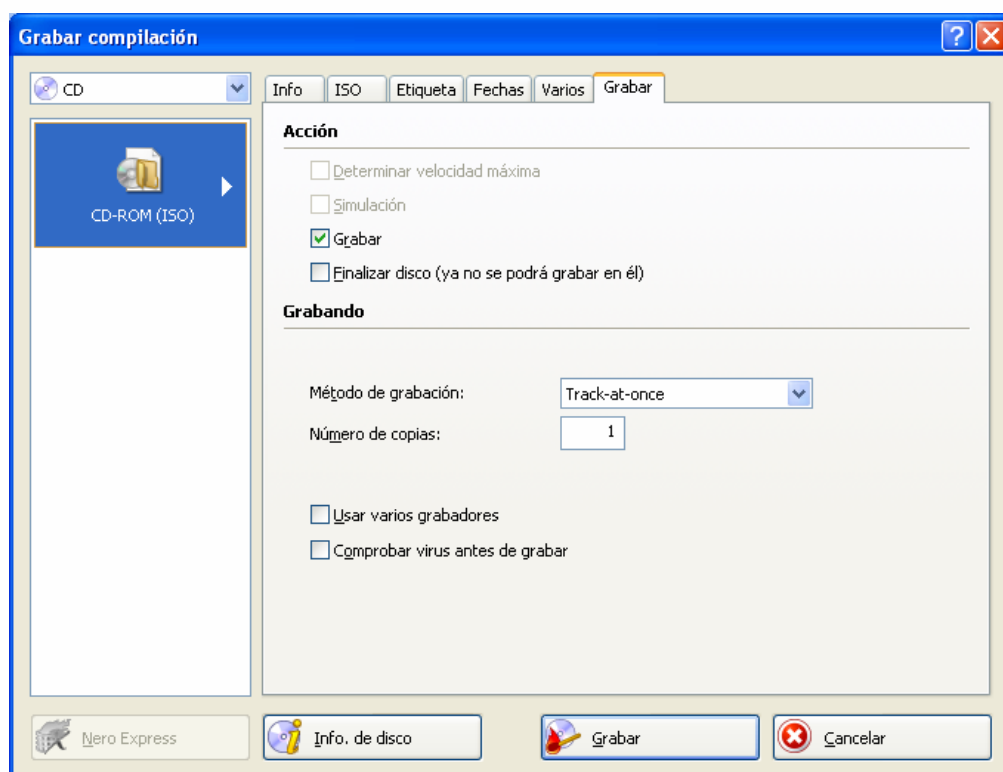 Grabar compilación
CD
Info ISO Etiqueta Fechas Varios Grabar
CD-ROM (ISO)
Acción
Determinar velocidad máxima
Simulación
Grabar
Finalizar disco (ya no se podrá grabar en él)
Grabando
Método de grabación: Track-at-once
Número de copias: 1
Usar varios grabadores
Comprobar virus antes de grabar
Nero Express Info. de disco Grabar Cancelar